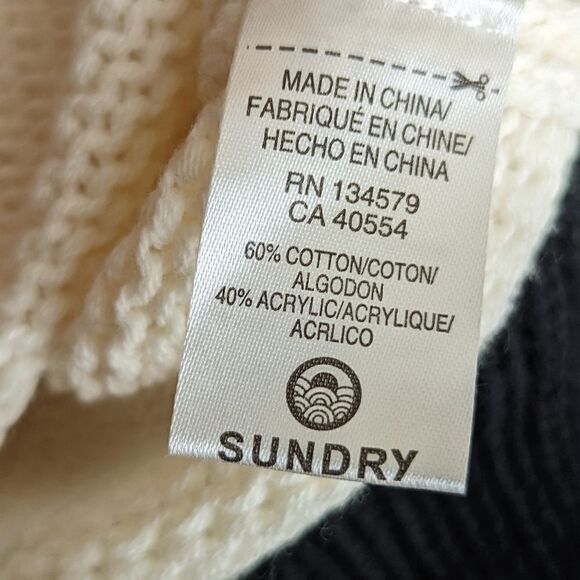 MADE IN CHINA/
FABRIQUÉ EN CHINE/
HECHO EN CHINA
RN 134579
CA 40554
60% COTTON/COTON/
ALGODON
40% ACRYLIC/ACRYLIQUE/
ACRLICO
SUNDRY